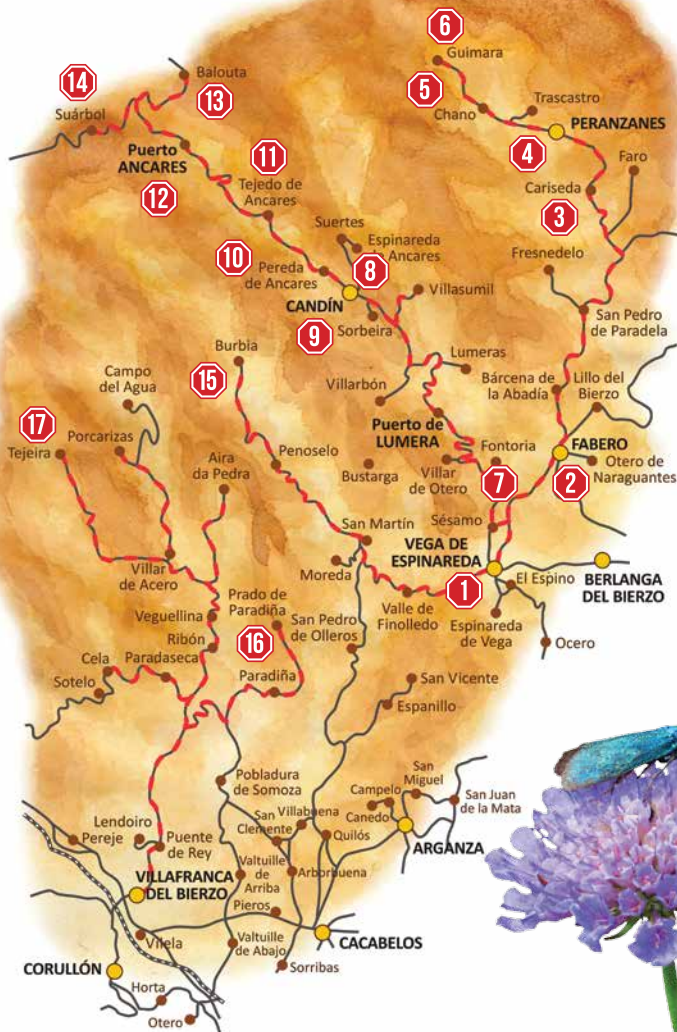 6
Guimara
14
Balouta
5
Trascastro
Suárbol
13
Chano
PERANZANES
Puerto
ANCARES
11
4
Faro
Tejedo de
Ancares
Cariseda
12
3
Suertes
Espinareda
de Ancares
Fresnedelo
10
8
Pereda
de Ancares
Villasumil
CANDÍN
9
Sorbeira
San Pedro
de Paradela
Burbia
Lumeras
Campo
del Agua
15
Villarbón
Bárcena de
la Abadía
Lillo del
Bierzo
17
Puerto de
LUMERA
Tejeira
Porcarizas
Fontoria
FABERO
Aira
da Pedra
Penoselo
Bustarga
Villar
de Otero
7
2
Otero de
Naraguantes
San Martín
Sésamo
VEGA DE
ESPINAREDA
Villar
de Acero
Moreda
El Espino
BERLANGA
DEL BIERZO
Prado de
Paradiña
1
Veguellina
San Pedro
de Olleros
Valle de
Finolledo
Espinareda
de Vega
Ribón
16
Ocero
Cela
Paradaseca
Sotelo
Paradiña
San Vicente
Espanillo
Pobladura
de Somoza
San
Miguel
San Juan
de la Mata
Campelo
Canedo
Lendoiro
San
Clemente
Villabuena
Pereje
Puente
de Rey
Quilós
ARGANZA
Valtuille
de
Arriba
Arborbuena
VILLAFRANCA
DEL BIERZO
Pieros
CACABELOS
Vilela
Valtuille
de Abajo
CORULLÓN
Sorribas
Horta
Otero